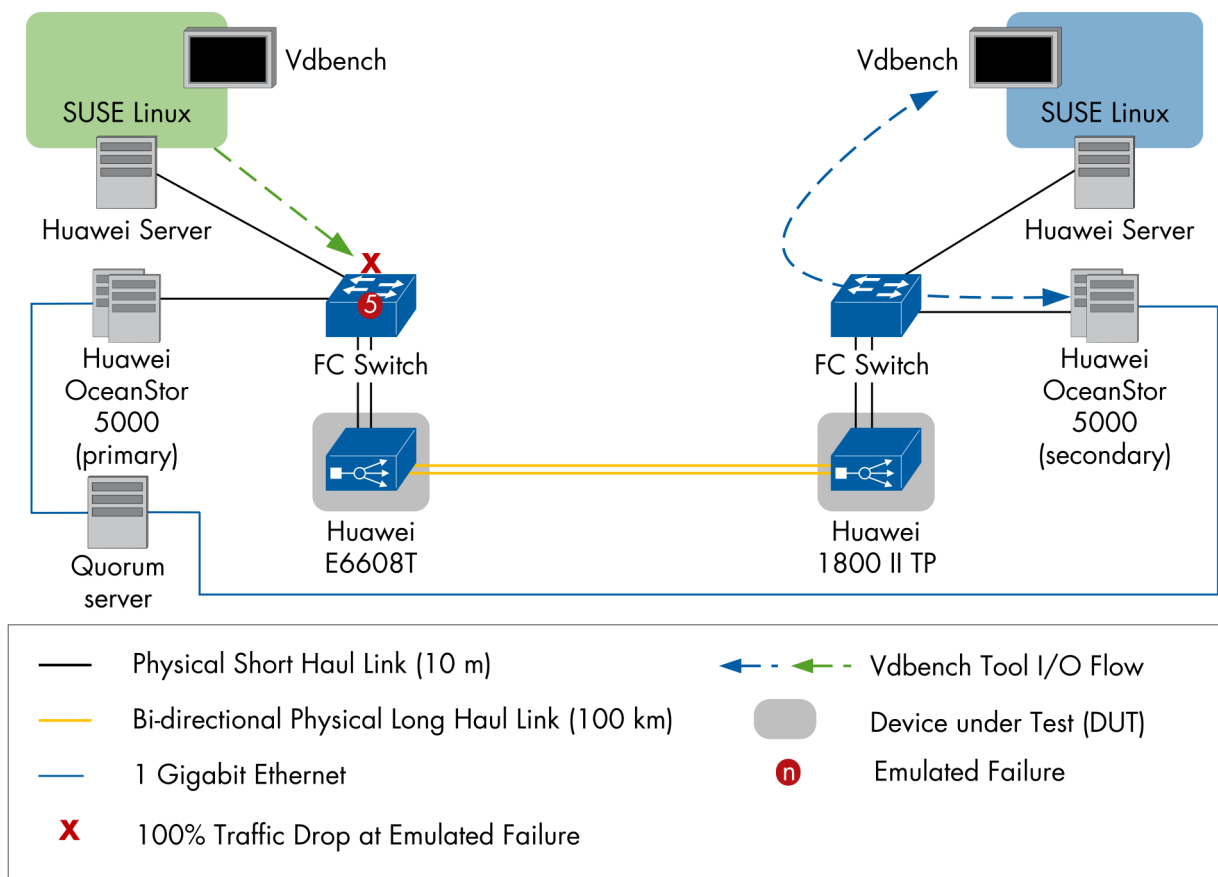 Vdbench
SUSE Linux
Huawei Server
Huawei
OceanStor
5000
(primary)
Quorum
server
X
5
FC Switch
Huawei
E6608T
Vdbench
SUSE Linux
Huawei Server
FC Switch
Huawei
OceanStor
5000
(secondary)
Huawei
1800 II TP
Physical Short Haul Link (10 m)
Bi-directional Physical Long Haul Link (100 km)
1 Gigabit Ethernet
X 100% Traffic Drop at Emulated Failure
Vdbench Tool I/O Flow
Device under Test (DUT)
n Emulated Failure